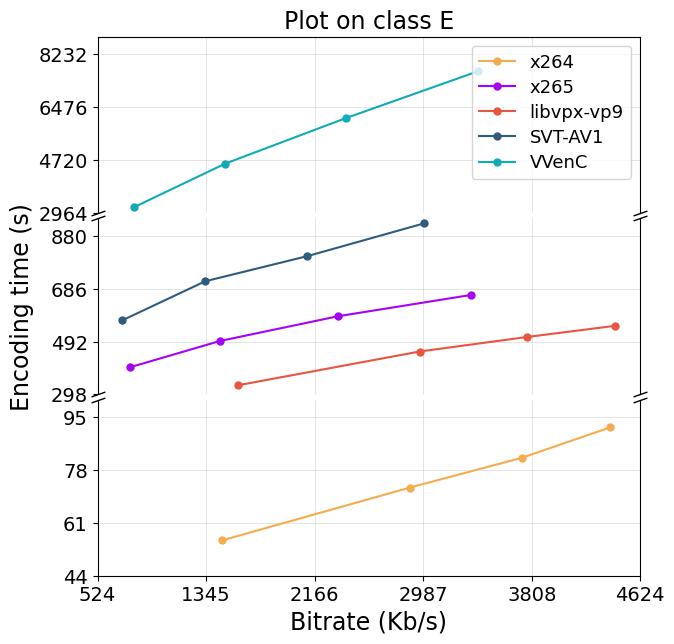 Plot on class E
8232
6476
4720
2964
880
686
492
298
95
78
61
44
Encoding time (s)
x264
x265
libvpx-vp9
SVT-AV1
VVenC
524 1345 2166 2987 3808 4624
Bitrate (Kb/s)